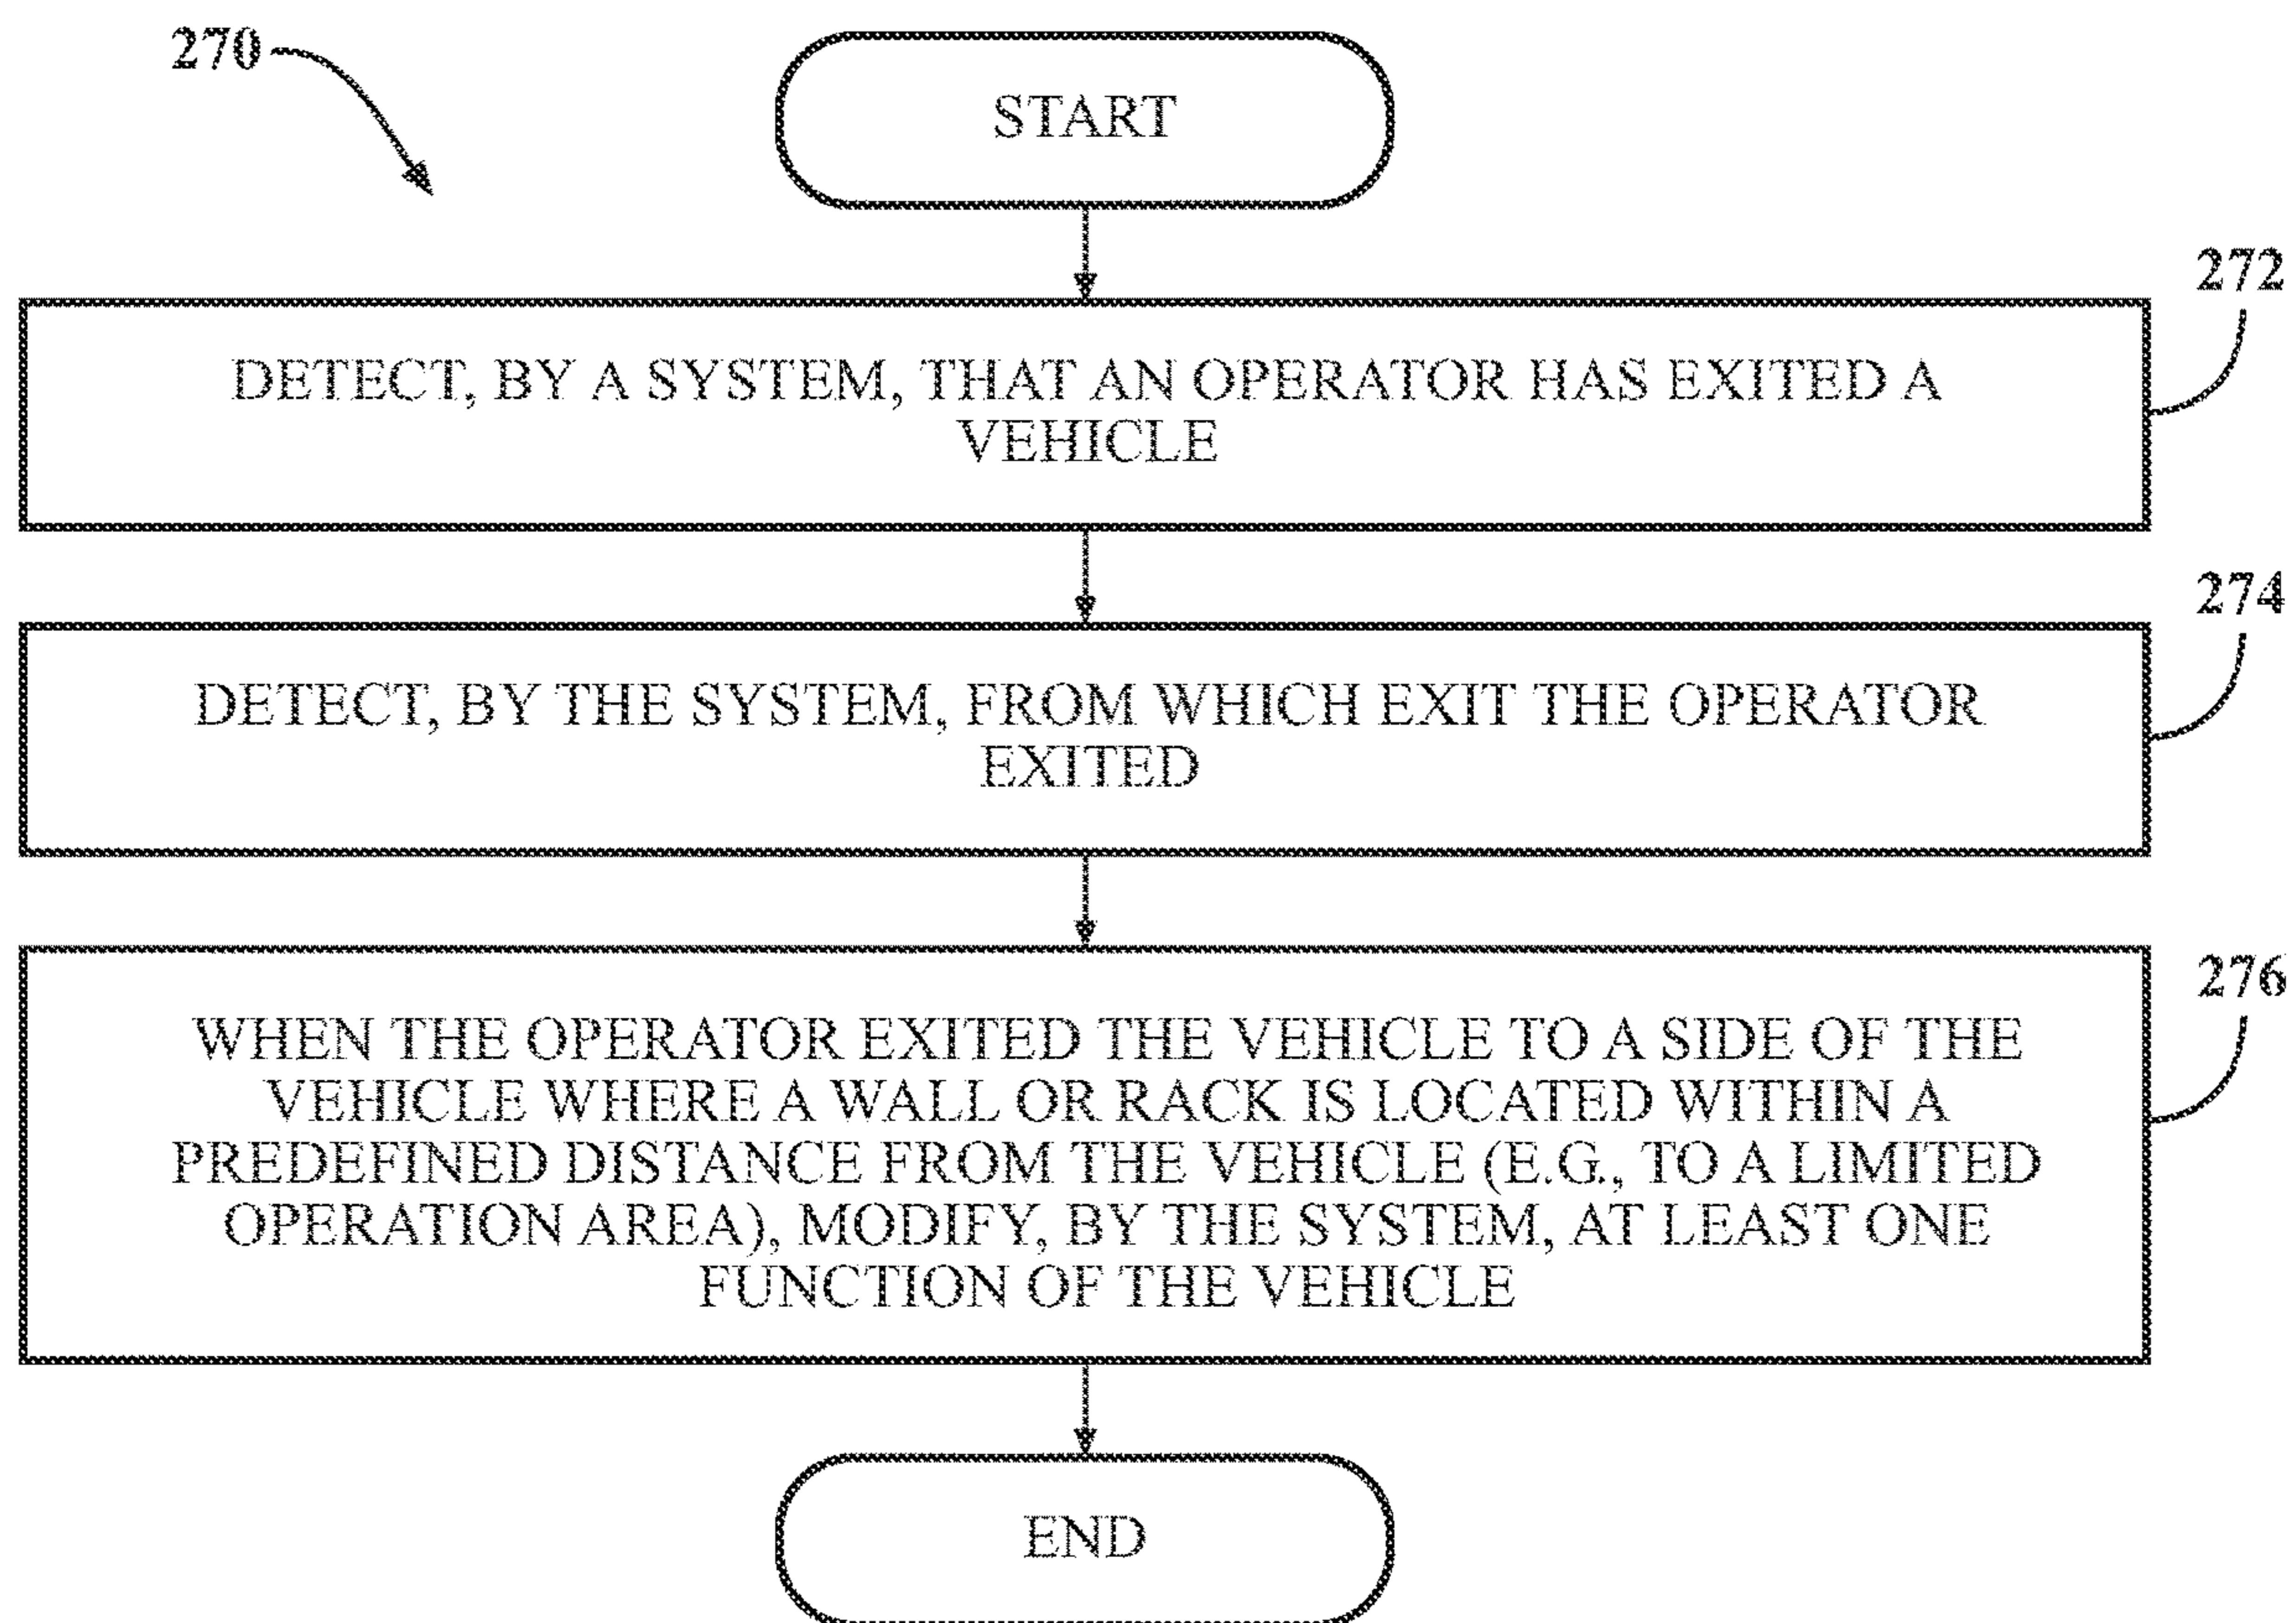 270
START
272
DETECT, BY A SYSTEM, THAT AN OPERATOR HAS EXITED A
VEHICLE
274
DETECT, BY THE SYSTEM, FROM WHICH EXIT THE OPERATOR
EXITED
276
WHEN THE OPERATOR EXITED THE VEHICLE TO A SIDE OF THE
VEHICLE WHERE A WALL OR RACK IS LOCATED WITHIN A
PREDEFINED DISTANCE FROM THE VEHICLE (E.G., TO A LIMITED
OPERATION AREA), MODIFY, BY THE SYSTEM, AT LEAST ONE
FUNCTION OF THE VEHICLE
END